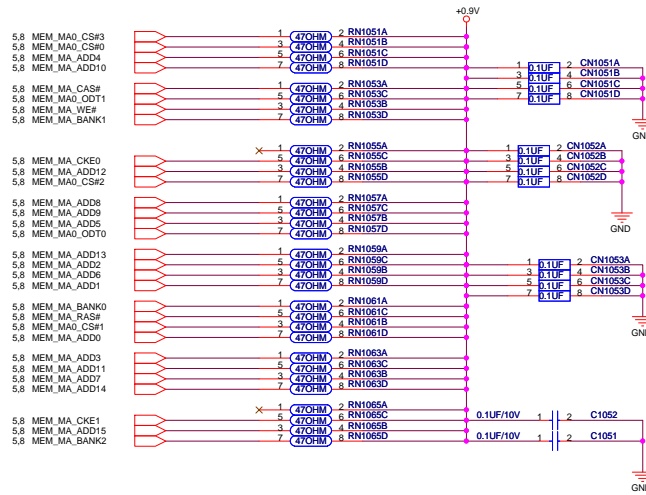 +0.9V
5,8 MEM_MA0_CS#3 1 47OHM 2 RN1051A
5,8 MEM_MA0_CS#0 3 47OHM 4 RN1051B
5,8 MEM_MA_ADD4 5 47OHM 6 RN1051C
5,8 MEM_MA_ADD10 7 47OHM 8 RN1051D 1 0.1UF 2 CN1051A
3 0.1UF 4 CN1051B
5,8 MEM_MA_CAS# 1 47OHM 2 RN1053A 5 0.1UF 6 CN1051C
5,8 MEM_MA0_ODT1 5 47OHM 6 RN1053C 7 0.1UF 8 CN1051D
5,8 MEM_MA_WE# 3 47OHM 4 RN1053B
5,8 MEM_MA_BANK1 7 47OHM 8 RN1053D
GND
1 47OHM 2 RN1055A 1 0.1UF 2 CN1052A
5,8 MEM_MA_CKE0 5 47OHM 6 RN1055C 3 0.1UF 4 CN1052B
5,8 MEM_MA_ADD12 3 47OHM 4 RN1055B 5 0.1UF 6 CN1052C
5,8 MEM_MA0_CS#2 7 47OHM 8 RN1055D 7 0.1UF 8 CN1052D
5,8 MEM_MA_ADD8 1 47OHM 2 RN1057A
5,8 MEM_MA_ADD9 5 47OHM 6 RN1057C
5,8 MEM_MA_ADD5 3 47OHM 4 RN1057B
GND
5,8 MEM_MA0_ODT0 7 47OHM 8 RN1057D
5,8 MEM_MA_ADD13 1 47OHM 2 RN1059A
5,8 MEM_MA_ADD2 5 47OHM 6 RN1059C 1 0.1UF 2 CN1053A
5,8 MEM_MA_ADD6 3 47OHM 4 RN1059B 3 0.1UF 4 CN1053B
5,8 MEM_MA_ADD1 7 47OHM 8 RN1059D 5 0.1UF 6 CN1053C
7 0.1UF 8 CN1053D
5,8 MEM_MA_BANK0 1 47OHM 2 RN1061A
5,8 MEM_MA_RAS# 5 47OHM 6 RN1061C
5,8 MEM_MA0_CS#1 3 47OHM 4 RN1061B
GND
5,8 MEM_MA_ADD0 7 47OHM 8 RN1061D
5,8 MEM_MA_ADD3 1 47OHM 2 RN1063A
5,8 MEM_MA_ADD11 5 47OHM 6 RN1063C
5,8 MEM_MA_ADD7 3 47OHM 4 RN1063B
5,8 MEM_MA_ADD14 7 47OHM 8 RN1063D
1 47OHM 2 RN1065A
5,8 MEM_MA_CKE1 5 47OHM 6 RN1065C 0.1UF/10V 1 2 C1052
5,8 MEM_MA_ADD15 3 47OHM 4 RN1065B
5,8 MEM_MA_BANK2 7 47OHM 8 RN1065D 0.1UF/10V 1 2 C1051
GND